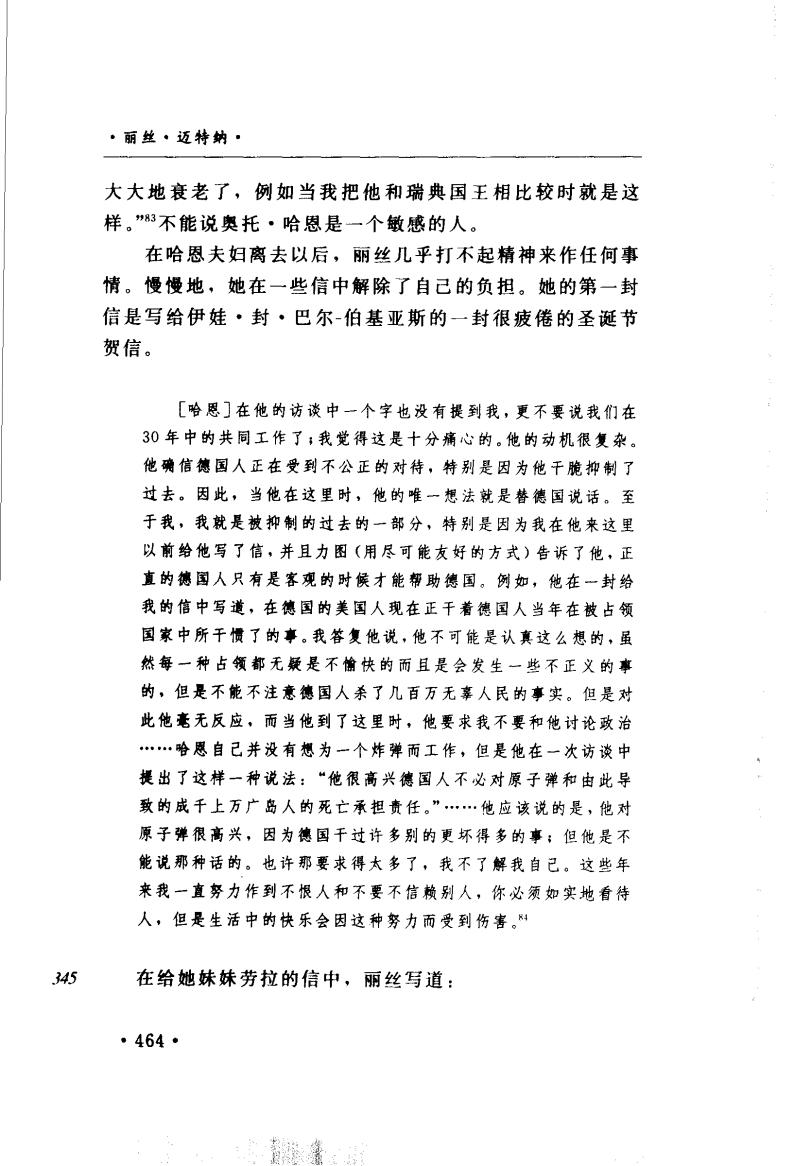 ·丽丝·迈特纳·
大大地衰老了，例如当我把他和瑞典国王相比较时就是这
样。”83不能说奥托·哈恩是一个敏感的人。
在哈恩夫妇离去以后，丽丝几乎打不起精神来作任何事
情。慢慢地，她在一些信中解除了自己的负担。她的第一封
信是写给伊娃·封·巴尔-伯基亚斯的一封很疲倦的圣诞节
贺信。
［哈恩］在他的访谈中一个字也没有提到我，更不要说我们在
30年中的共同工作了；我觉得这是十分痛心的。他的动机很复杂。
他确信德国人正在受到不公正的对待，特别是因为他干脆抑制了
过去。因此，当他在这里时，他的唯一想法就是替德国说话。至
于我，我就是被抑制的过去的一部分，特别是因为我在他来这里
以前给他写了信，并且力图（用尽可能友好的方式）告诉了他，正
直的德国人只有是客观的时候才能帮助德国。例如，他在一封给
我的信中写道，在德国的美国人现在正干着德国人当年在被占领
国家中所干惯了的事。我答复他说，他不可能是认真这么想的，虽
然每一种占领都无疑是不愉快的而且是会发生一些不正义的事
的，但是不能不注意德国人杀了几百万无辜人民的事实。但是对
此他毫无反应，而当他到了这里时，他要求我不要和他讨论政治
……哈恩自己并没有想为一个炸弹而工作，但是他在一次访谈中
提出了这样一种说法：“他很高兴德国人不必对原子弹和由此导
致的成千上万广岛人的死亡承担责任。”……他应该说的是，他对
原子弹很高兴，因为德国干过许多别的更坏得多的事；但他是不
能说那种话的。也许那要求得太多了，我不了解我自己。这些年
来我一直努力作到不恨人和不要不信赖别人，你必须如实地看待
人，但是生活中的快乐会因这种努力而受到伤害。84
345 在给她妹妹劳拉的信中，丽丝写道：
·464·